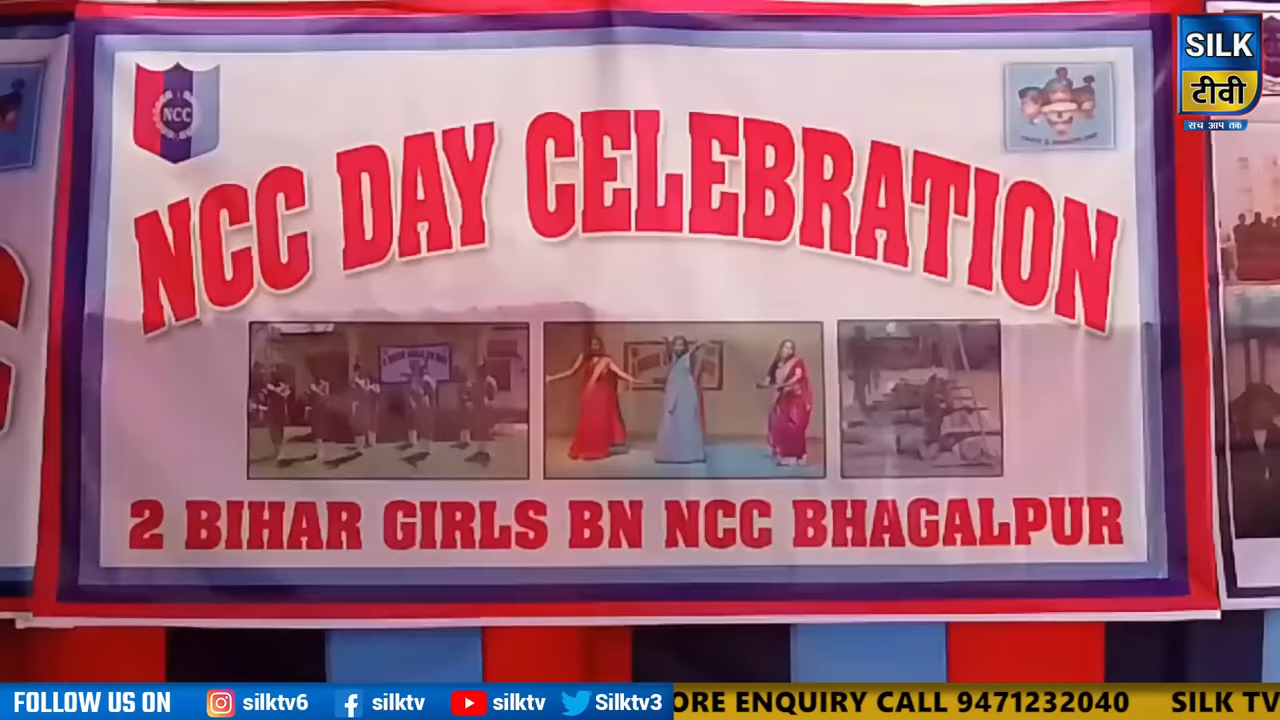 SILK
टीवी
सच आप तक
NCC
NCC DAY CELEBRATION
2 BIHAR GIRLS BN NCC BHAGALPUR
FOLLOW US ON silktv6 silktv silktv Silktv3
ORE ENQUIRY CALL 9471232040 SILK TV